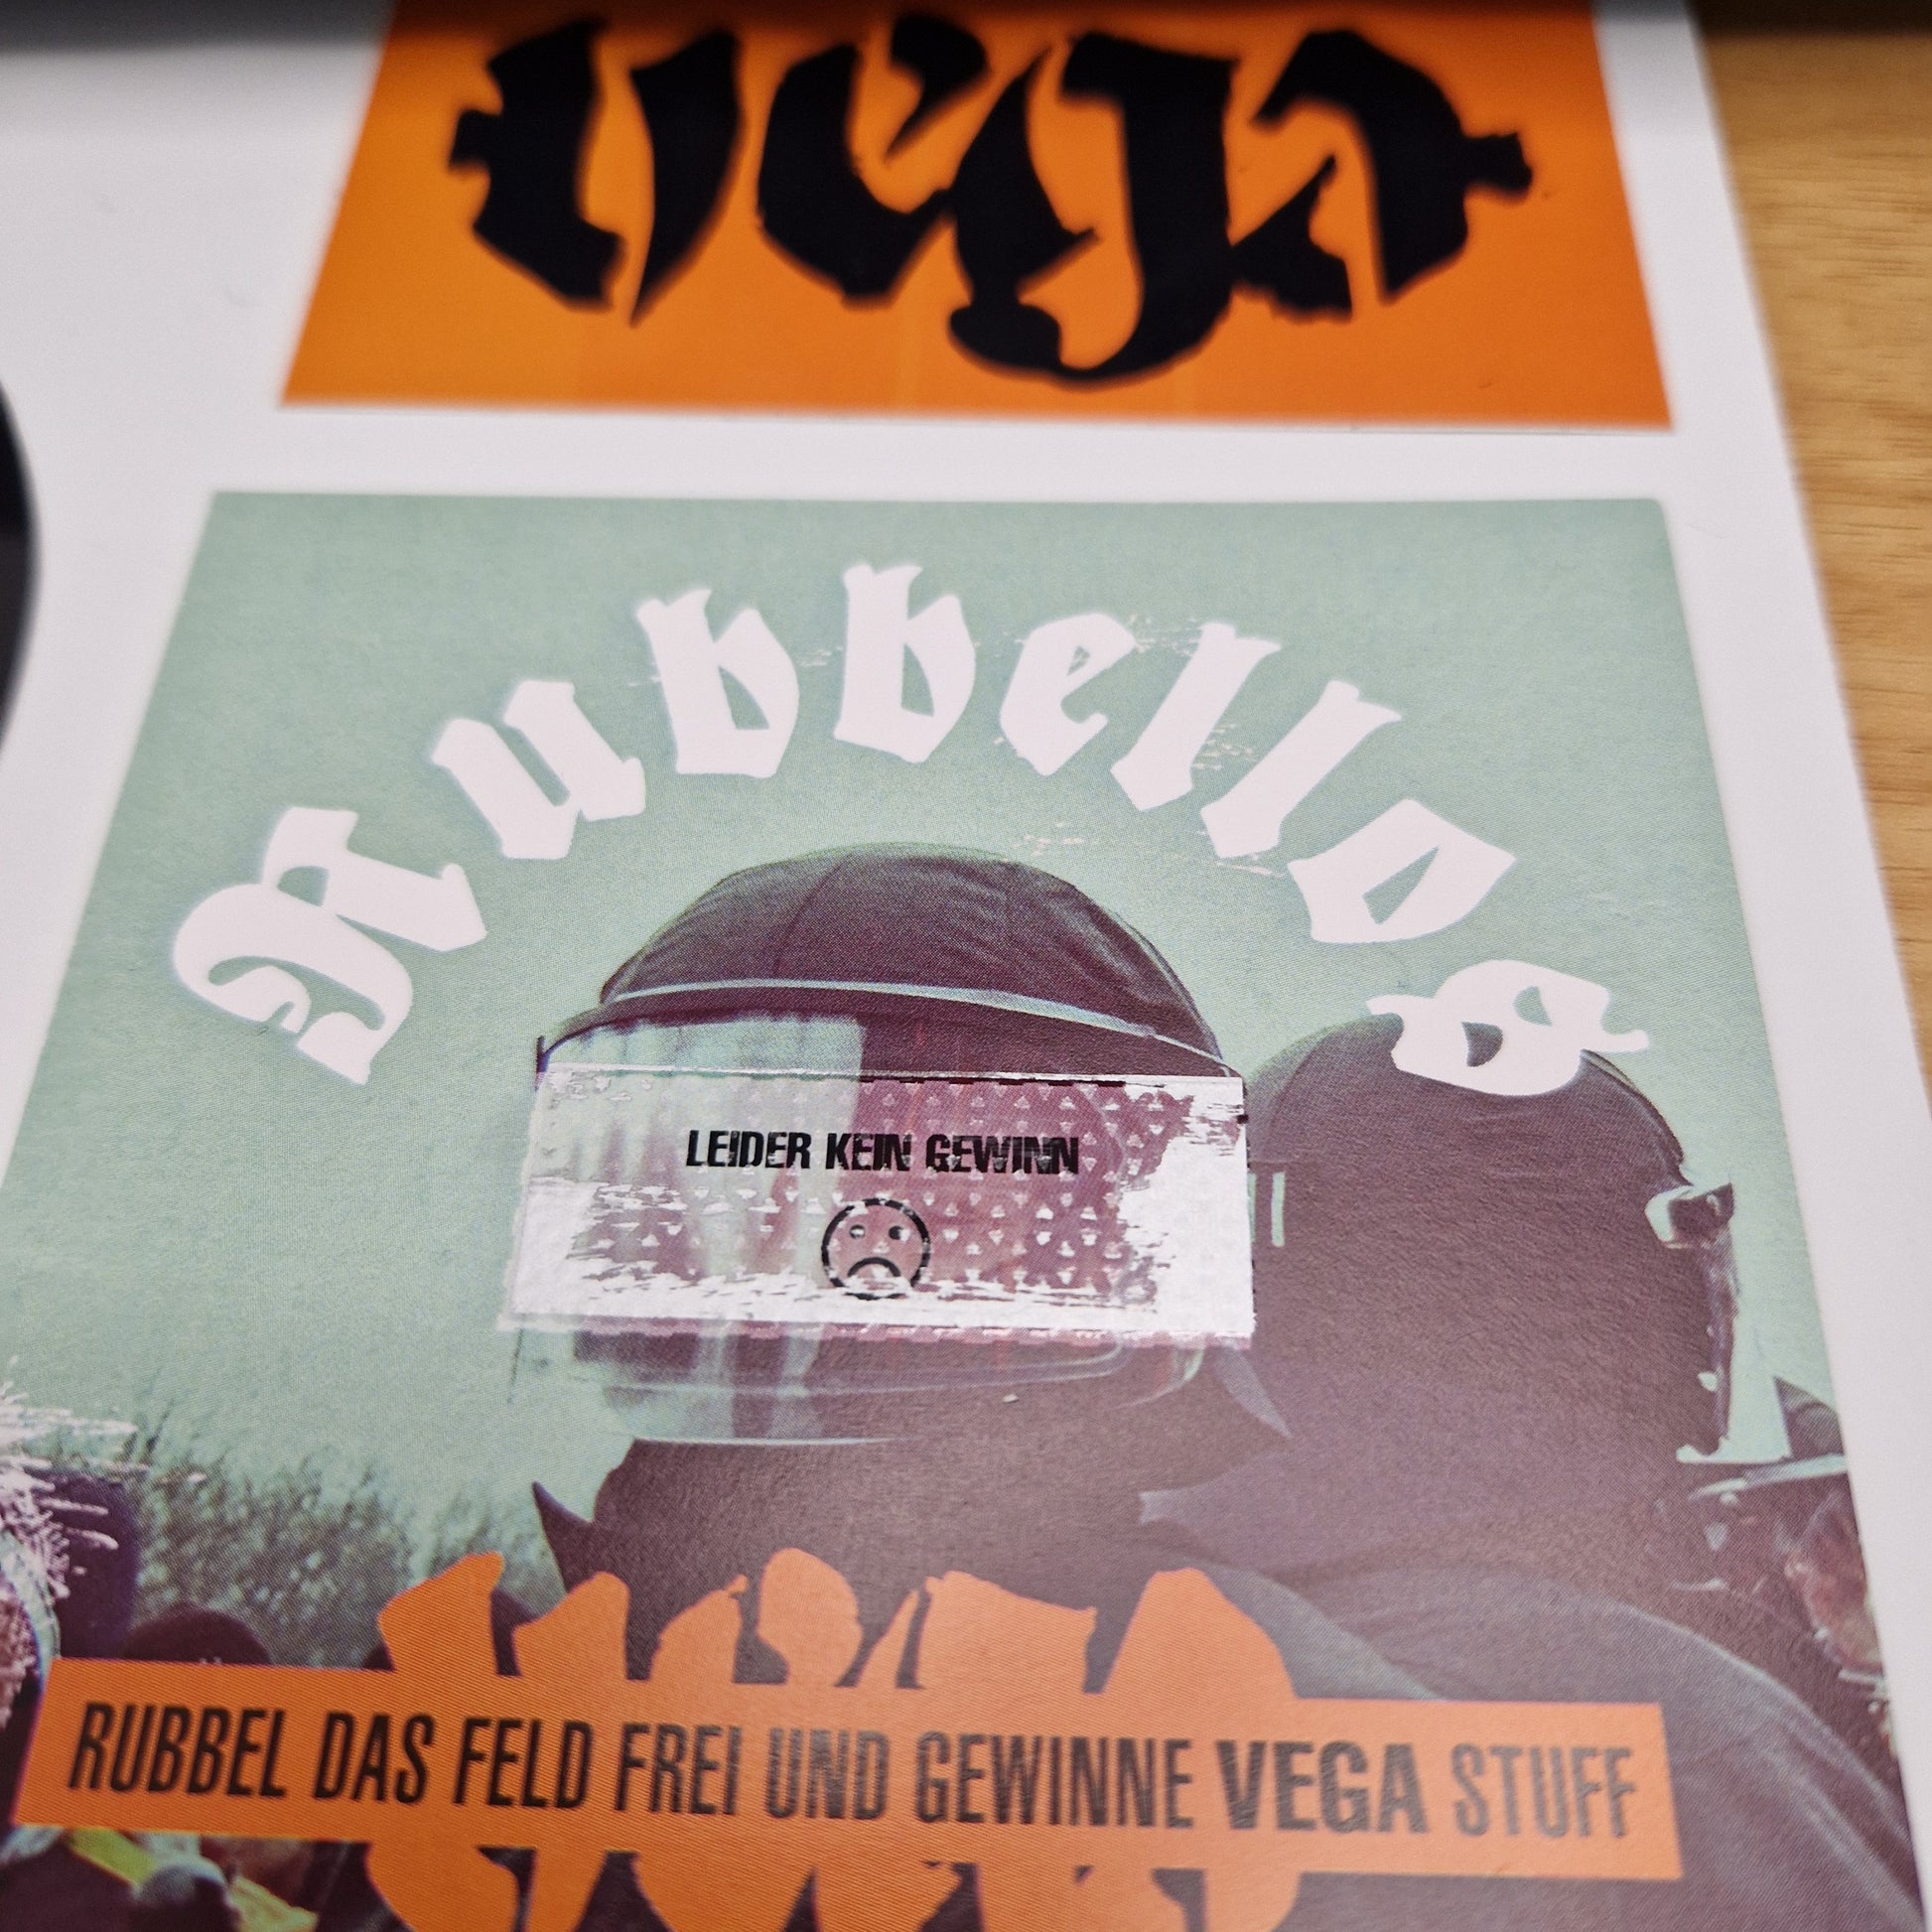 vega
Rubbellos
LEIDER KEIN GEWINN
RUBBEL DAS FELD FREI UND GEWINNE VEGA STUFF